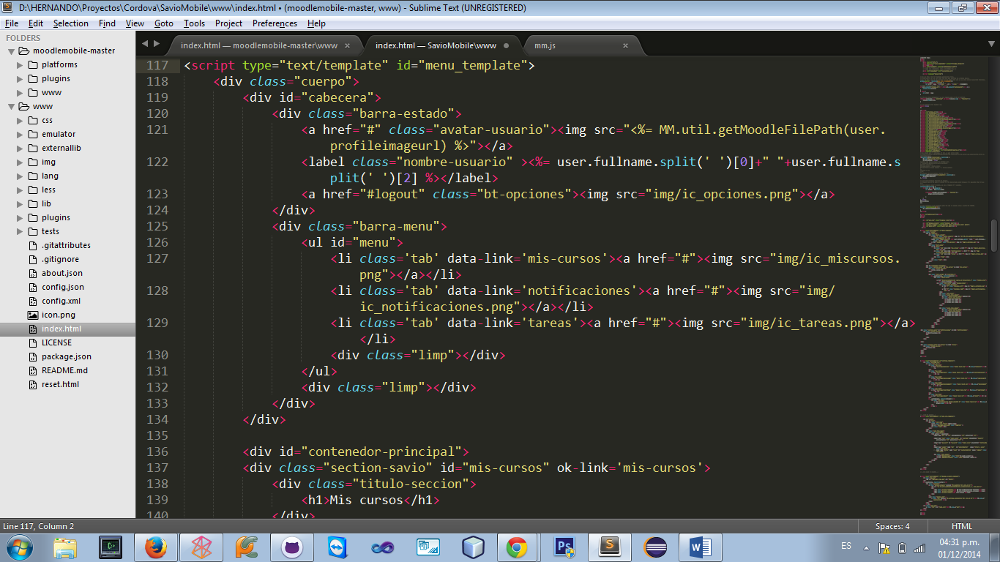 D:\HERNANDO\Proyectos\Cordova\SavioMobile\www\index.html • (moodlemobile-master, www) - Sublime Text (UNREGISTERED)
File Edit Selection Find View Goto Tools Project Preferences Help
FOLDERS
moodlemobile-master
platforms
plugins
www
www
css
emulator
externallib
img
lang
less
lib
plugins
tests
.gitattributes
.gitignore
about.json
config.json
config.xml
icon.png
index.html
LICENSE
package.json
README.md
reset.html
index.html — moodlemobile-master\www × index.html — SavioMobile\www • mm.js ×
117 <script type="text/template" id="menu_template">
118 <div class="cuerpo">
119 <div id="cabecera">
120 <div class="barra-estado">
121 <a href="#" class="avatar-usuario"><img src="<%= MM.util.getMoodleFilePath(user.
profileimageurl) %>"></a>
122 <label class="nombre-usuario" ><%= user.fullname.split(' ')[0]+" "+user.fullname.s
plit(' ')[2] %></label>
123 <a href="#logout" class="bt-opciones"><img src="img/ic_opciones.png"></a>
124 </div>
125 <div class="barra-menu">
126 <ul id="menu">
127 <li class='tab' data-link='mis-cursos'><a href="#"><img src="img/ic_miscursos.
png"></a></li>
128 <li class='tab' data-link='notificaciones'><a href="#"><img src="img/
ic_notificaciones.png"></a></li>
129 <li class='tab' data-link='tareas'><a href="#"><img src="img/ic_tareas.png"></a>
</li>
130 <div class="limp"></div>
131 </ul>
132 <div class="limp"></div>
133 </div>
134 </div>
135
136 <div id="contenedor-principal">
137 <div class="section-savio" id="mis-cursos" ok-link='mis-cursos'>
138 <div class="titulo-seccion">
139 <h1>Mis cursos</h1>
140 </div>
Line 117, Column 2 Spaces: 4 HTML
ES 04:31 p.m.
01/12/2014